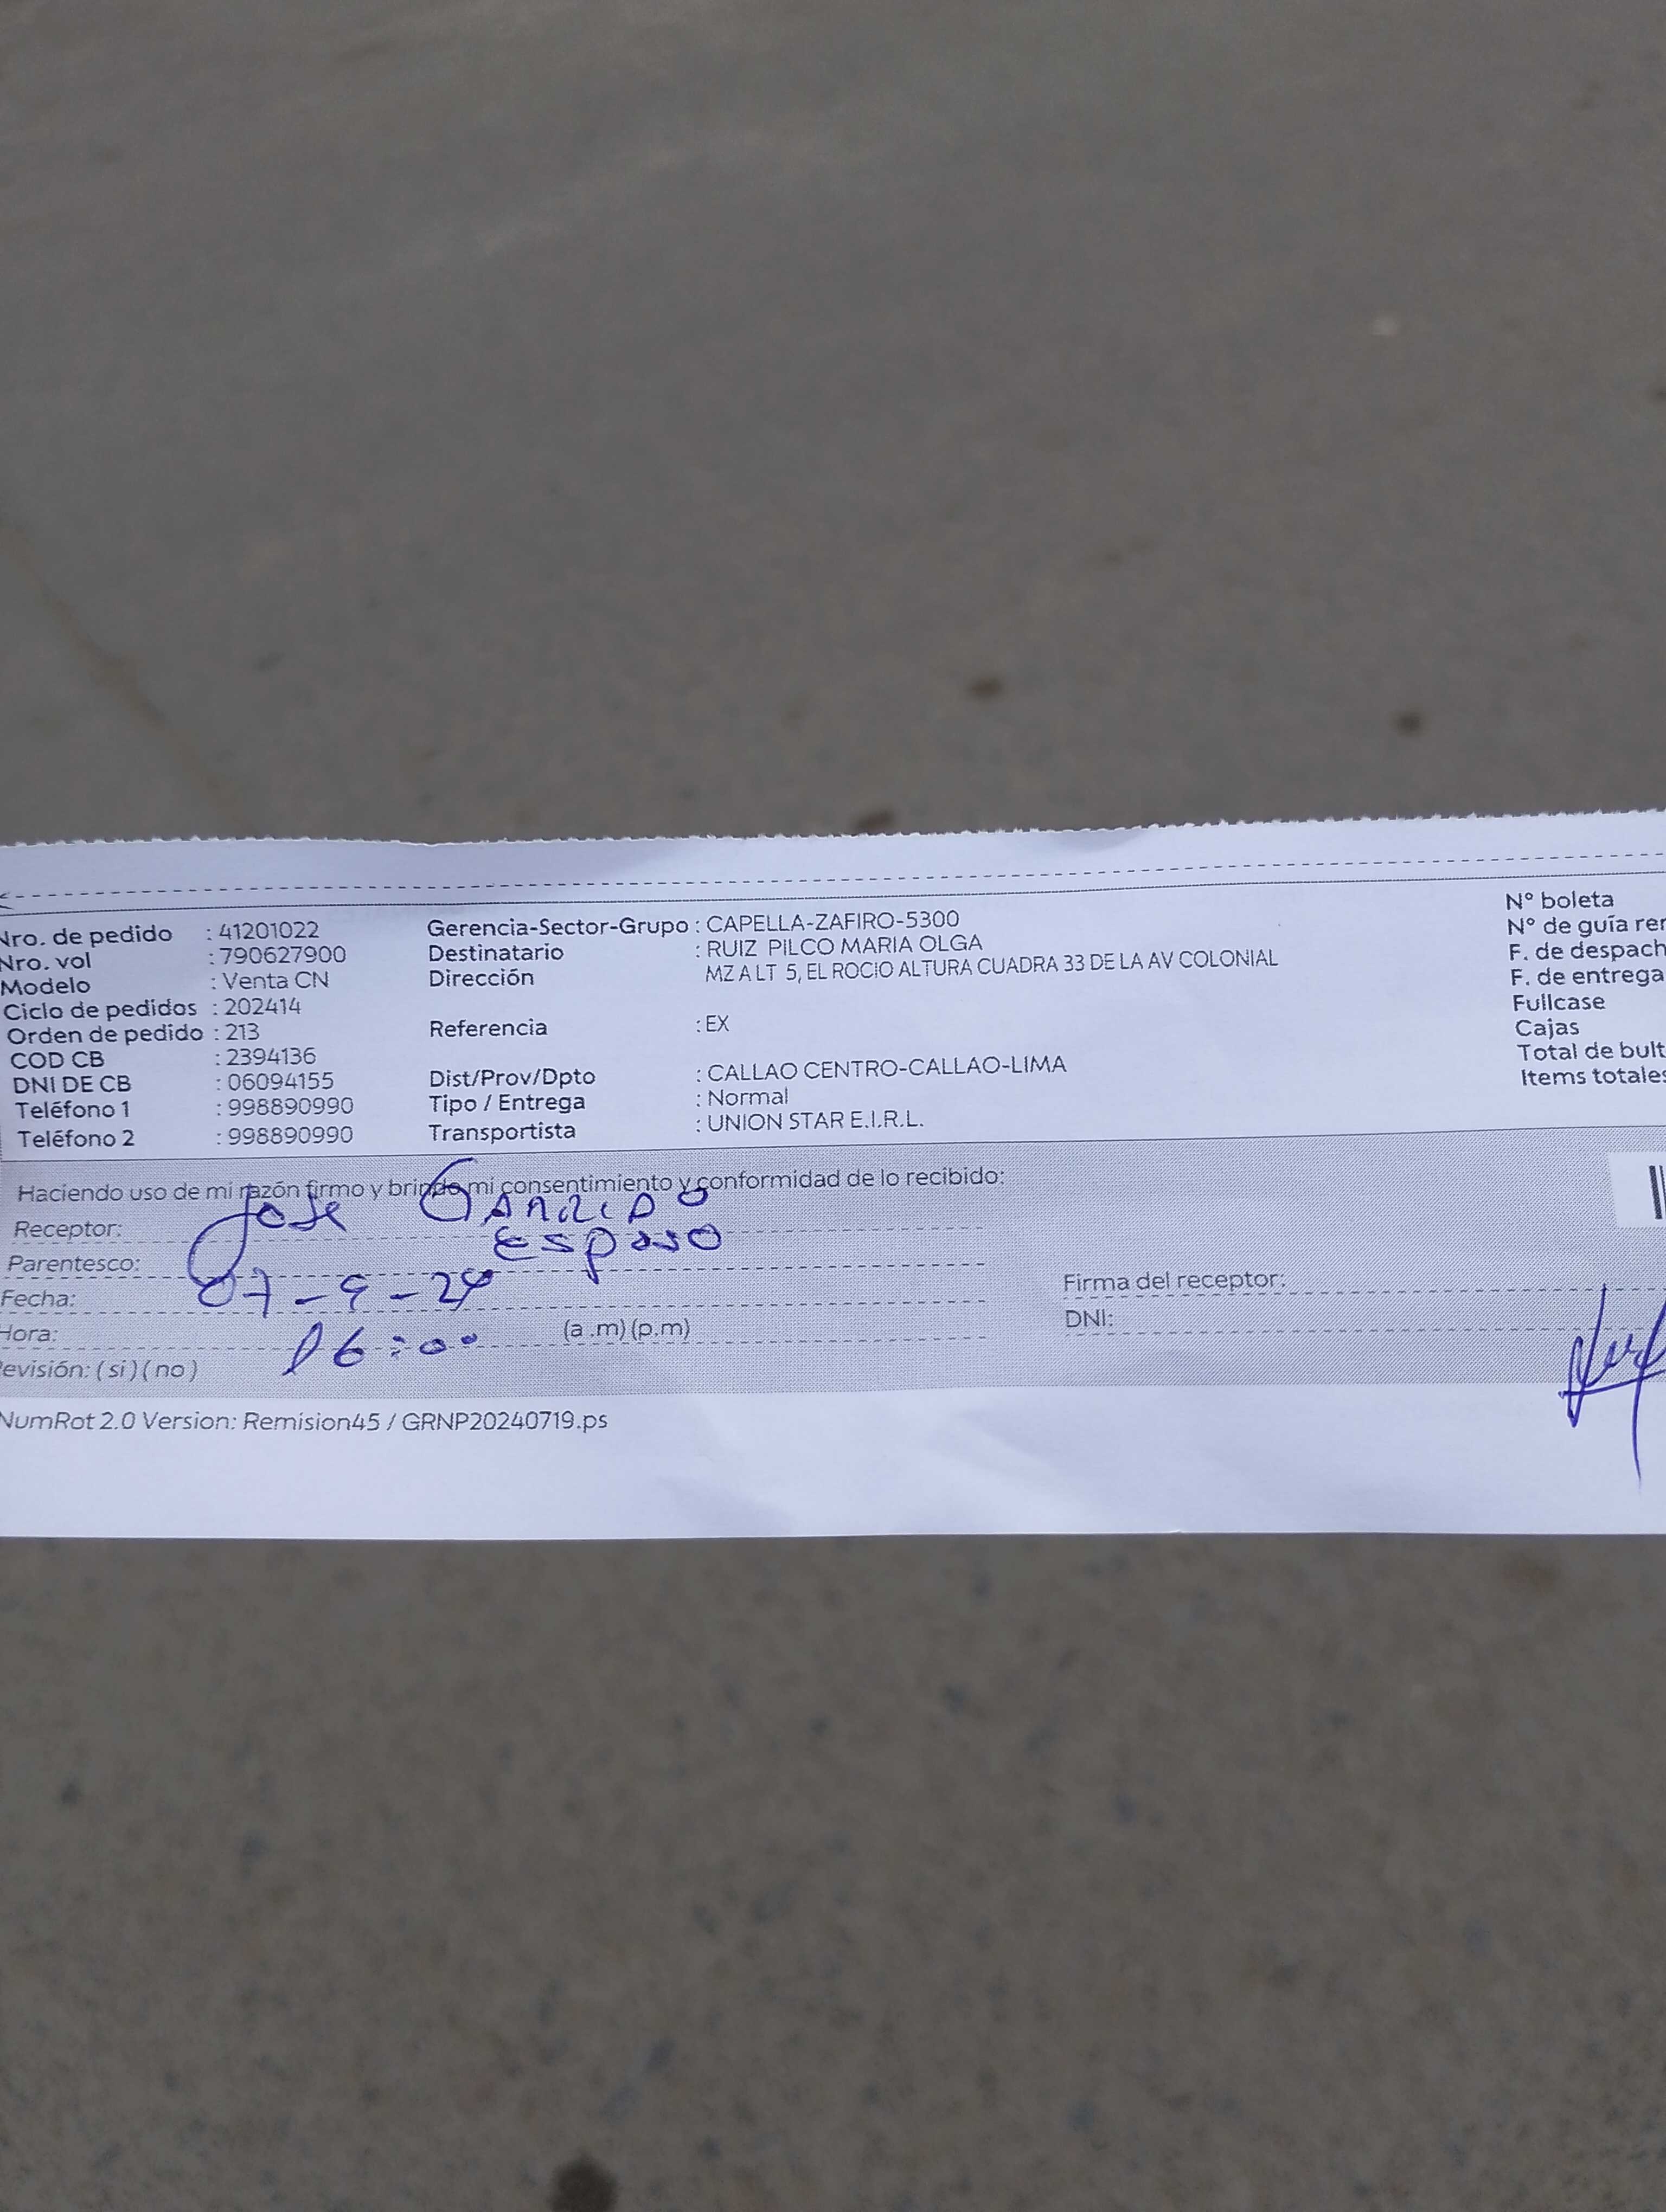 Nro. de pedido : 41201022 Gerencia-Sector-Grupo : CAPELLA-ZAFIRO-5300 N° boleta
Nro. vol : 790627900 Destinatario : RUIZ PILCO MARIA OLGA N° de guía rer
Modelo : Venta CN Dirección MZ A LT 5, EL ROCIO ALTURA CUADRA 33 DE LA AV COLONIAL F. de despach
Ciclo de pedidos : 202414 F. de entrega
Orden de pedido : 213 Referencia : EX Fullcase
COD CB : 2394136 Cajas
DNI DE CB : 06094155 Dist/Prov/Dpto : CALLAO CENTRO-CALLAO-LIMA Total de bult
Teléfono 1 : 998890990 Tipo / Entrega : Normal Items totales
Teléfono 2 : 998890990 Transportista : UNION STAR E.I.R.L.
Haciendo uso de mi razón firmo y brindo mi consentimiento y conformidad de lo recibido:
Receptor: Jose GARRIDO
Parentesco: Esposo
Fecha: 07-9-24 Firma del receptor:
Hora: 16:00 (a .m) (p.m) DNI:
evisión: ( si ) ( no )
NumRot 2.0 Version: Remision45 / GRNP20240719.ps